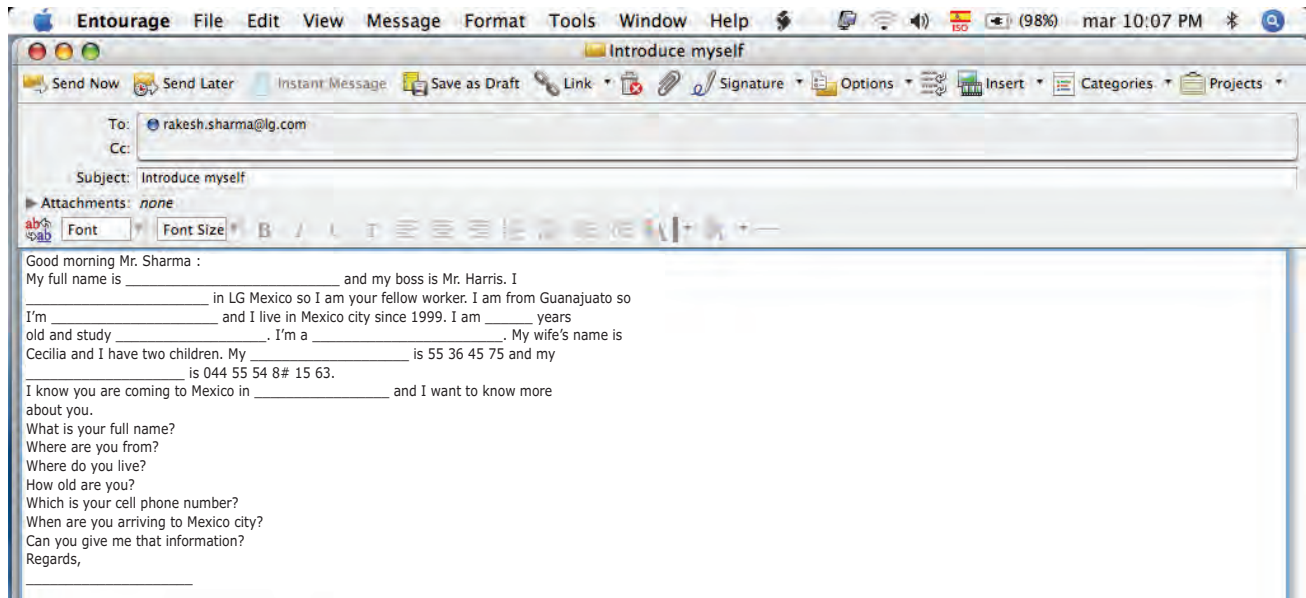 Entourage File Edit View Message Format Tools Window Help ISO (98%) mar 10:07 PM
Introduce myself
Send Now Send Later Instant Message Save as Draft Link Signature Options Insert Categories Projects
To: rakesh.sharma@lg.com
Cc:
Subject: Introduce myself
Attachments: none
Font Font Size B I U T
Good morning Mr. Sharma :
My full name is ____________________________ and my boss is Mr. Harris. I
________________________ in LG Mexico so I am your fellow worker. I am from Guanajuato so
I'm ______________________ and I live in Mexico city since 1999. I am ______ years
old and study ____________________. I'm a _________________________. My wife's name is
Cecilia and I have two children. My _____________________ is 55 36 45 75 and my
_____________________ is 044 55 54 8# 15 63.
I know you are coming to Mexico in __________________ and I want to know more
about you.
What is your full name?
Where are you from?
Where do you live?
How old are you?
Which is your cell phone number?
When are you arriving to Mexico city?
Can you give me that information?
Regards,
______________________